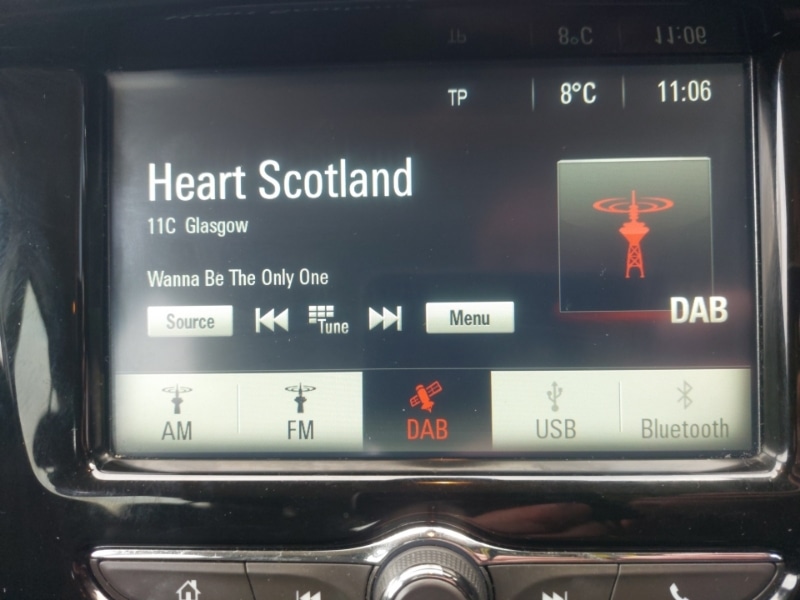 TP 8°C 11:06
Heart Scotland
11C Glasgow
Wanna Be The Only One
Source Tune Menu
DAB
AM FM DAB USB Bluetooth